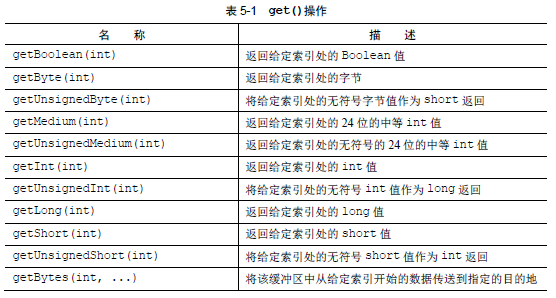 表 5-1 get()操作
名 称 描 述
getBoolean(int) 返回给定索引处的 Boolean 值
getByte(int) 返回给定索引处的字节
getUnsignedByte(int) 将给定索引处的无符号字节值作为 short 返回
getMedium(int) 返回给定索引处的 24 位的中等 int 值
getUnsignedMedium(int) 返回给定索引处的无符号的 24 位的中等 int 值
getInt(int) 返回给定索引处的 int 值
getUnsignedInt(int) 将给定索引处的无符号 int 值作为 long 返回
getLong(int) 返回给定索引处的 long 值
getShort(int) 返回给定索引处的 short 值
getUnsignedShort(int) 将给定索引处的无符号 short 值作为 int 返回
getBytes(int, ...) 将该缓冲区中从给定索引开始的数据传送到指定的目的地